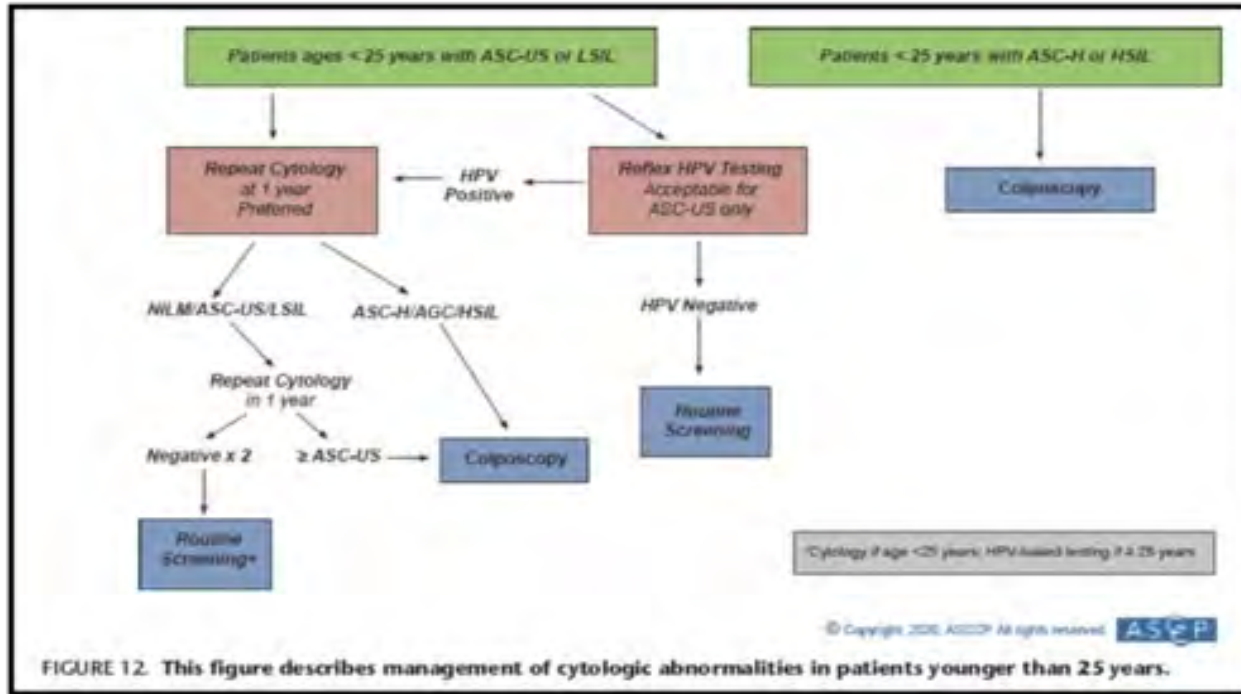 Patients ages <25 years with ASC-US or LSIL
Patients <25 years with ASC-H or HSIL
Repeat Cytology
at 1 year
Preferred
HPV
Positive
Reflex HPV Testing
Acceptable for
ASC-US only
Colposcopy
NILM/ASC-US/LSIL
ASC-H/AGC/HSIL
HPV Negative
Repeat Cytology
in 1 year
Routine
Screening
Negative x 2
≥ ASC-US
Colposcopy
Routine
Screening*
*Cytology if age <25 years; HPV-based testing if ≥ 25 years
© Copyright, 2020, ASCCP. All rights reserved.
FIGURE 12. This figure describes management of cytologic abnormalities in patients younger than 25 years.